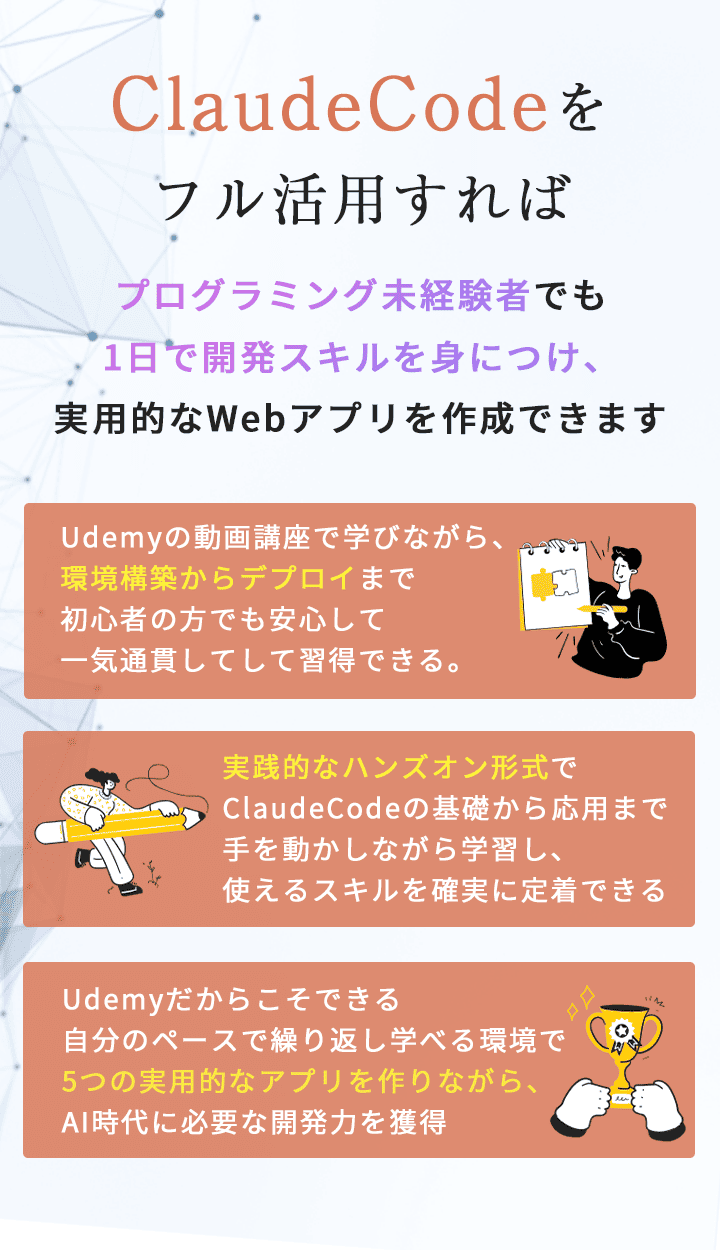 ClaudeCodeを
フル活用すれば
プログラミング未経験者でも
1日で開発スキルを身につけ、
実用的なWebアプリを作成できます
Udemyの動画講座で学びながら、
環境構築からデプロイまで
初心者の方でも安心して
一気通貫してして習得できる。
実践的なハンズオン形式で
ClaudeCodeの基礎から応用まで
手を動かしながら学習し、
使えるスキルを確実に定着できる
Udemyだからこそできる
自分のペースで繰り返し学べる環境で
5つの実用的なアプリを作りながら、
AI時代に必要な開発力を獲得